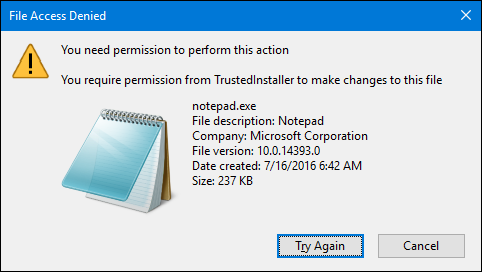 File Access Denied
You need permission to perform this action
You require permission from TrustedInstaller to make changes to this file
notepad.exe
File description: Notepad
Company: Microsoft Corporation
File version: 10.0.14393.0
Date created: 7/16/2016 6:42 AM
Size: 237 KB
Try Again
Cancel